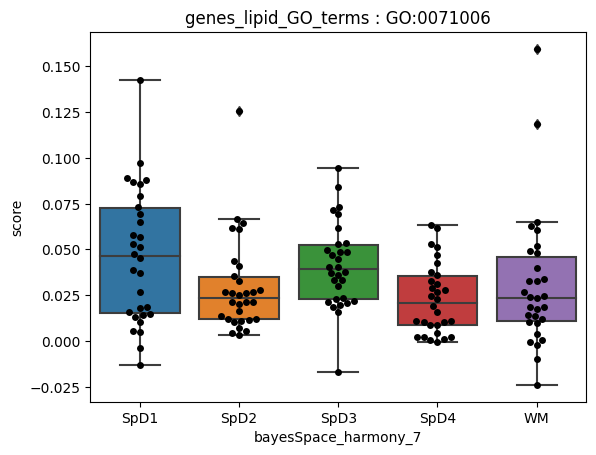 genes_lipid_GO_terms : GO:0071006
score
0.150
0.125
0.100
0.075
0.050
0.025
0.000
−0.025
SpD1 SpD2 SpD3 SpD4 WM
bayesSpace_harmony_7